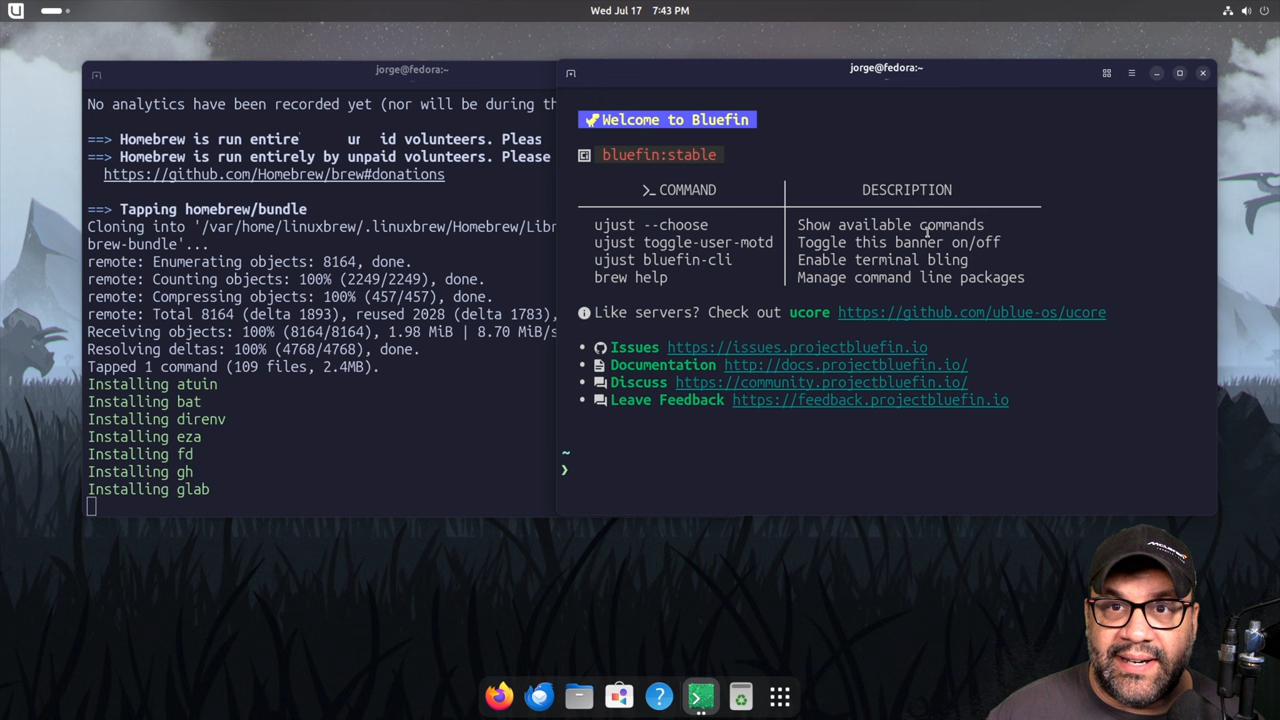 Wed Jul 17 7:43 PM
jorge@fedora:~
No analytics have been recorded yet (nor will be during th
==> Homebrew is run entire ur id volunteers. Pleas
==> Homebrew is run entirely by unpaid volunteers. Please
https://github.com/Homebrew/brew#donations
==> Tapping homebrew/bundle
Cloning into '/var/home/linuxbrew/.linuxbrew/Homebrew/Libr
brew-bundle'...
remote: Enumerating objects: 8164, done.
remote: Counting objects: 100% (2249/2249), done.
remote: Compressing objects: 100% (457/457), done.
remote: Total 8164 (delta 1893), reused 2028 (delta 1783),
Receiving objects: 100% (8164/8164), 1.98 MiB | 8.70 MiB/s
Resolving deltas: 100% (4768/4768), done.
Tapped 1 command (109 files, 2.4MB).
Installing atuin
Installing bat
Installing direnv
Installing eza
Installing fd
Installing gh
Installing glab
jorge@fedora:~
Welcome to Bluefin
bluefin:stable
COMMAND DESCRIPTION
ujust --choose Show available commands
ujust toggle-user-motd Toggle this banner on/off
ujust bluefin-cli Enable terminal bling
brew help Manage command line packages
Like servers? Check out ucore https://github.com/ublue-os/ucore
• Issues https://issues.projectbluefin.io
• Documentation http://docs.projectbluefin.io/
• Discuss https://community.projectbluefin.io/
• Leave Feedback https://feedback.projectbluefin.io
~
❯